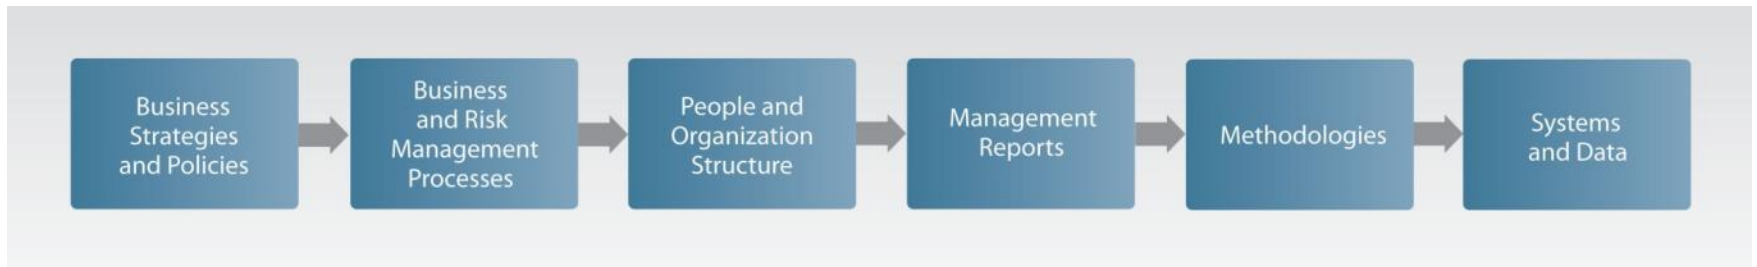 Business
Strategies
and Policies
Business
and Risk
Management
Processes
People and
Organization
Structure
Management
Reports
Methodologies
Systems
and Data